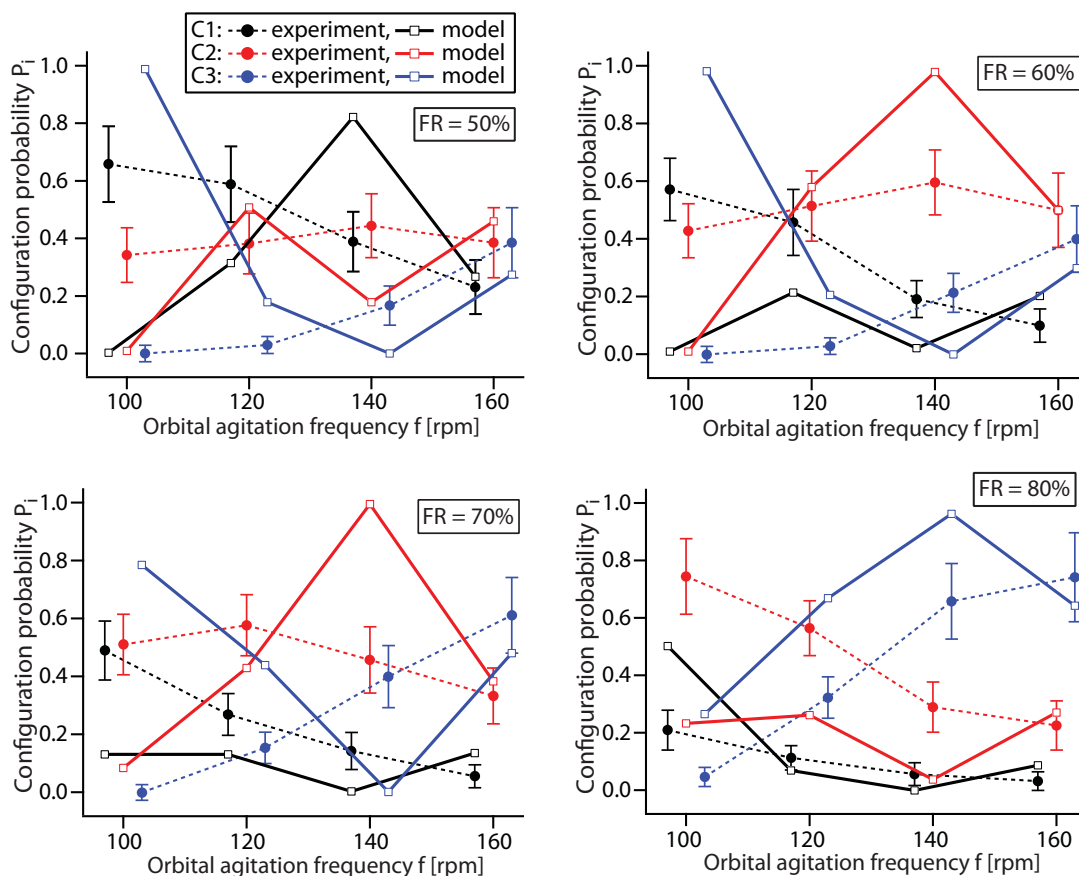 C1: experiment, model
C2: experiment, model
C3: experiment, model
FR = 50%
Configuration probability Pi
1.0
0.8
0.6
0.4
0.2
0.0
100 120 140 160
Orbital agitation frequency f [rpm]
FR = 60%
Configuration probability Pi
1.0
0.8
0.6
0.4
0.2
0.0
100 120 140 160
Orbital agitation frequency f [rpm]
FR = 70%
Configuration probability Pi
1.0
0.8
0.6
0.4
0.2
0.0
100 120 140 160
Orbital agitation frequency f [rpm]
FR = 80%
Configuration probability Pi
1.0
0.8
0.6
0.4
0.2
0.0
100 120 140 160
Orbital agitation frequency f [rpm]